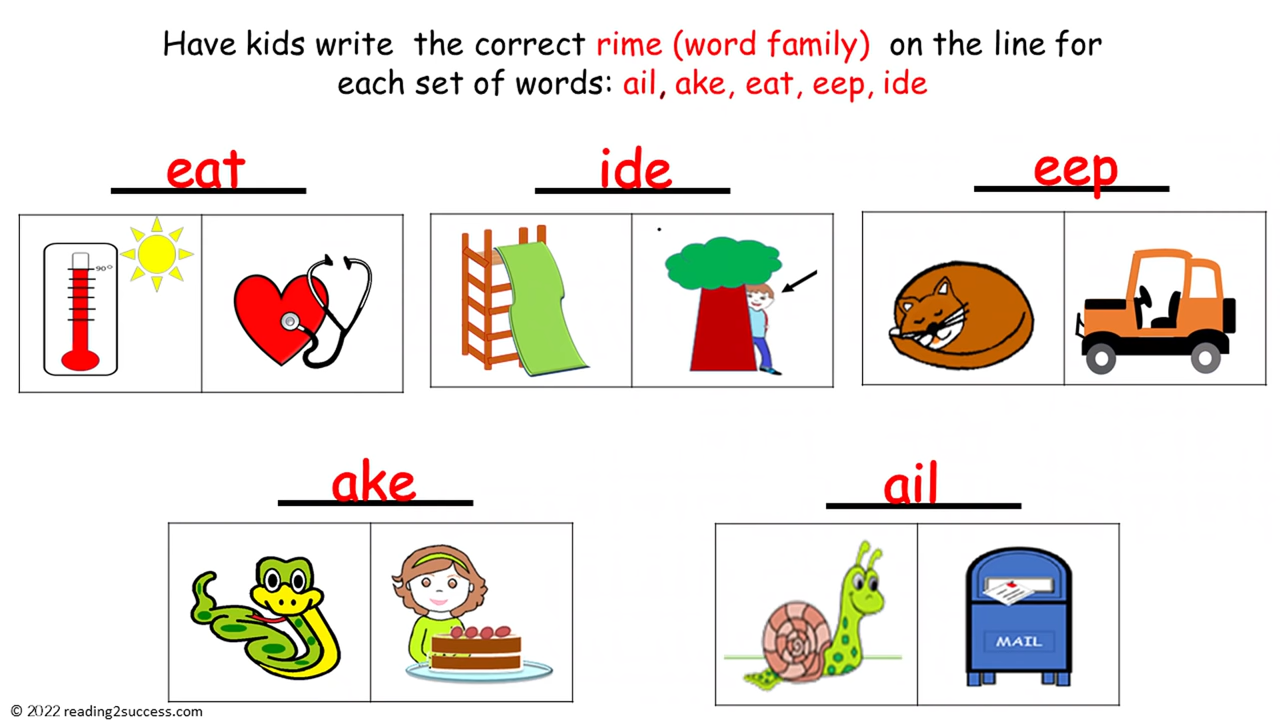 Have kids write the correct rime (word family) on the line for
each set of words: ail, ake, eat, eep, ide
eat
ide
eep
90°
ake
ail
MAIL
© 2022 reading2success.com